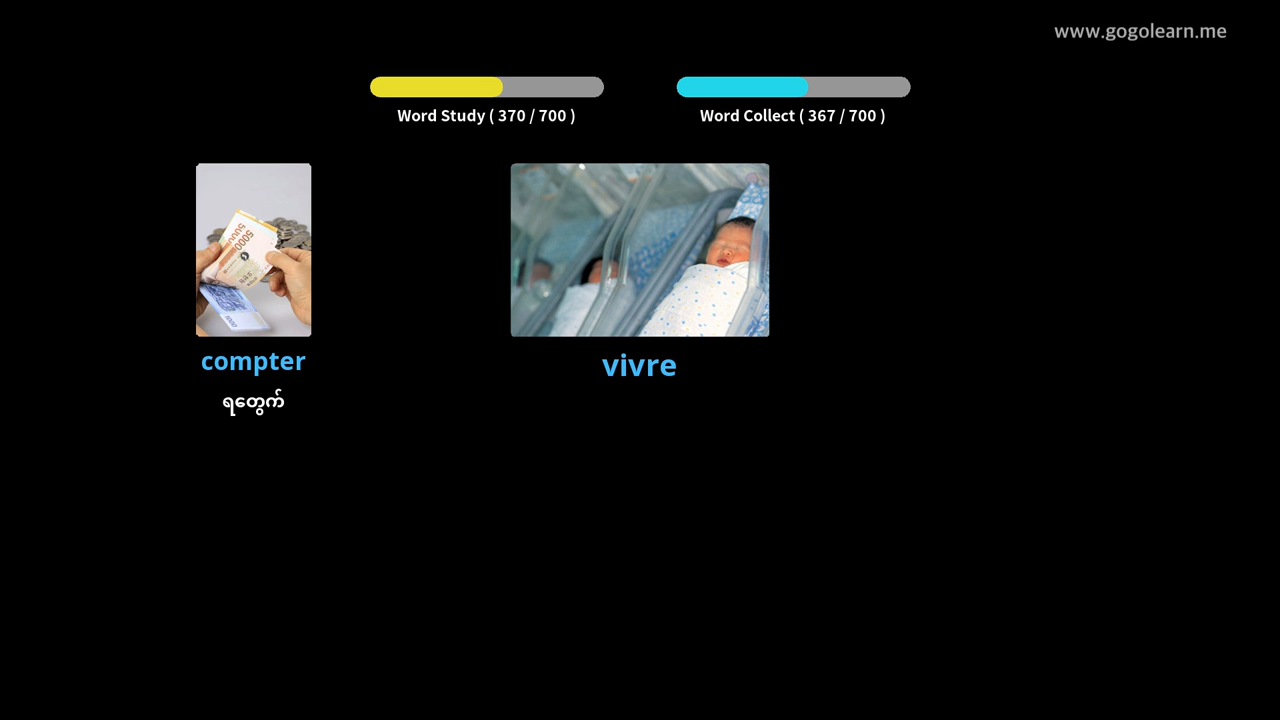 www.gogolearn.me
Word Study ( 370 / 700 )
Word Collect ( 367 / 700 )
compter
ရတွေက်
vivre